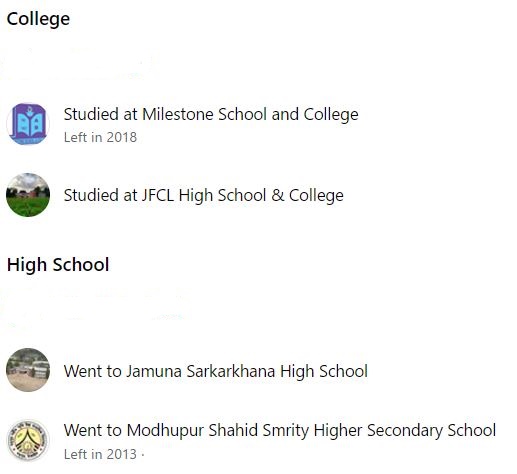 College
Studied at Milestone School and College
Left in 2018
Studied at JFCL High School & College
High School
Went to Jamuna Sarkarkhana High School
Went to Modhupur Shahid Smrity Higher Secondary School
Left in 2013 ·